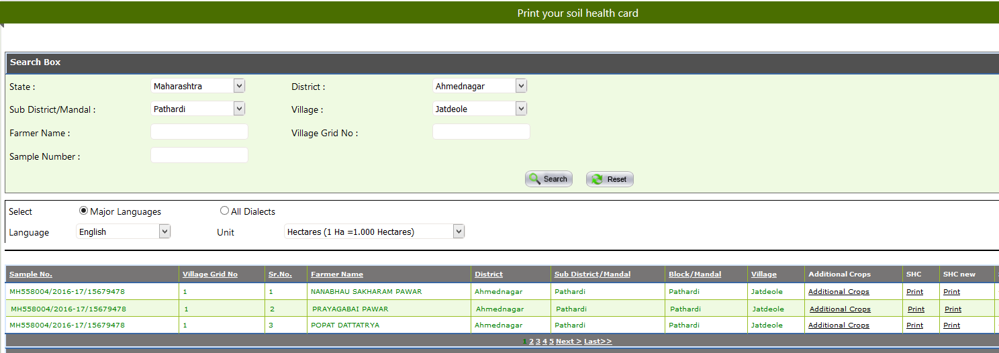 Print your soil health card
Search Box
State : Maharashtra District : Ahmednagar
Sub District/Mandal : Pathardi Village : Jatdeole
Farmer Name : Village Grid No :
Sample Number :
Search Reset
Select Major Languages All Dialects
Language English Unit Hectares (1 Ha =1.000 Hectares)
Sample No. Village Grid No Sr.No. Farmer Name District Sub District/Mandal Block/Mandal Village Additional Crops SHC SHC new
MH558004/2016-17/15679478 1 1 NANABHAU SAKHARAM PAWAR Ahmednagar Pathardi Pathardi Jatdeole Additional Crops Print Print
MH558004/2016-17/15679478 1 2 PRAYAGABAI PAWAR Ahmednagar Pathardi Pathardi Jatdeole Additional Crops Print Print
MH558004/2016-17/15679478 1 3 POPAT DATTATRYA Ahmednagar Pathardi Pathardi Jatdeole Additional Crops Print Print
1 2 3 4 5 Next > Last>>